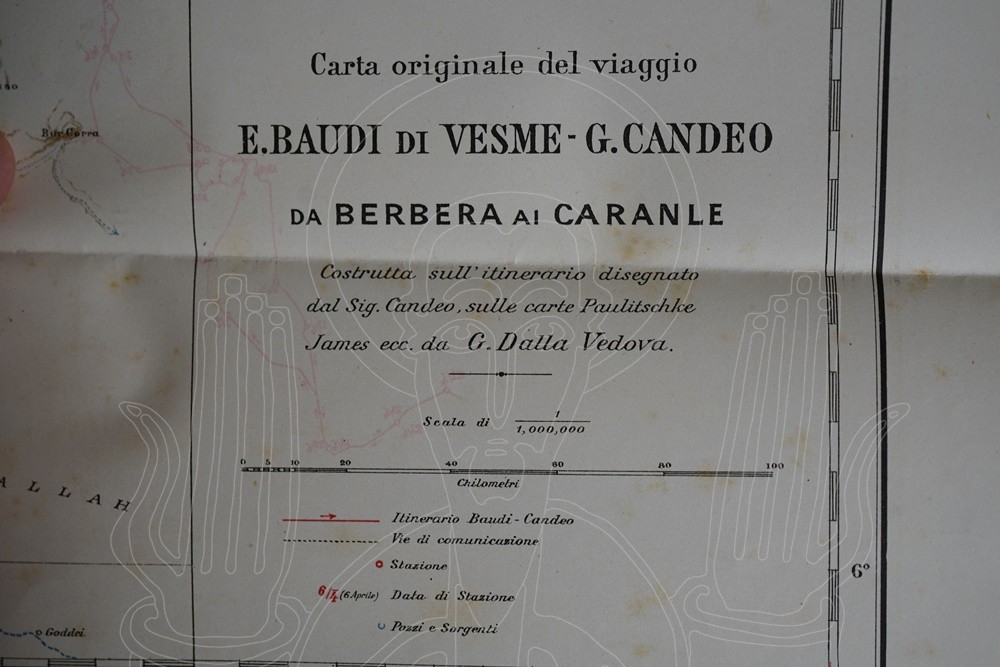 Carta originale del viaggio
E. BAUDI DI VESME - G. CANDEO
DA BERBERA AI CARANLE
Costrutta sull'itinerario disegnato
dal Sig. Candeo, sulle carte Paulitschke
James ecc. da G. Dalla Vedova.
Scala di 1/1,000,000
0 5 10 20 40 60 80 100
Chilometri
Itinerario Baudi-Candeo
Vie di comunicazione
Stazione
6/4 (6 Aprile) Data di Stazione
Pozzi e Sorgenti
6°
ALLAH
Goddei